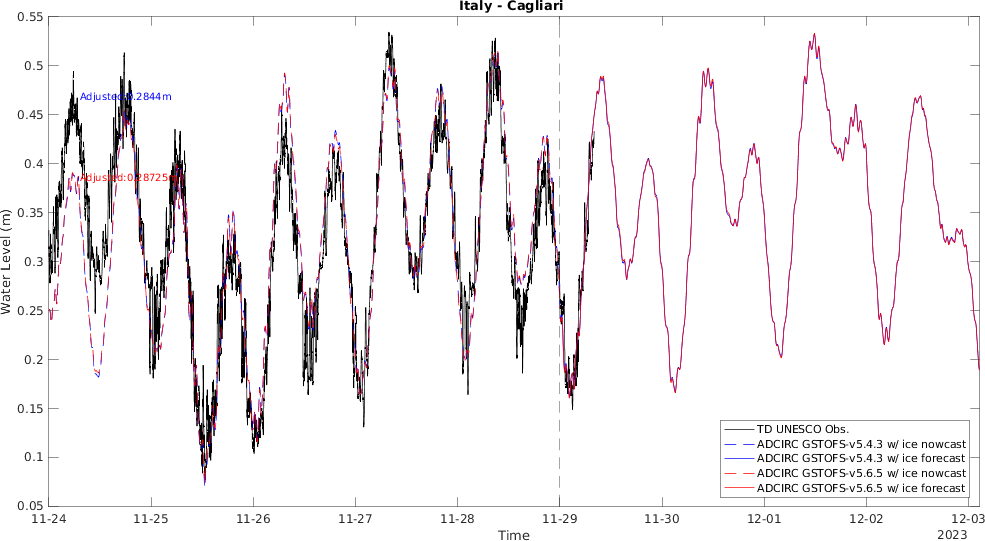 Italy - Cagliari
0.55
0.5
0.45
0.4
0.35
0.3
0.25
0.2
0.15
0.1
0.05
Water Level (m)
Adjusted:0.2844m
Adjusted:0.28725
TD UNESCO Obs.
ADCIRC GSTOFS-v5.4.3 w/ ice nowcast
ADCIRC GSTOFS-v5.4.3 w/ ice forecast
ADCIRC GSTOFS-v5.6.5 w/ ice nowcast
ADCIRC GSTOFS-v5.6.5 w/ ice forecast
11-24 11-25 11-26 11-27 11-28 11-29 11-30 12-01 12-02 12-03
Time
2023